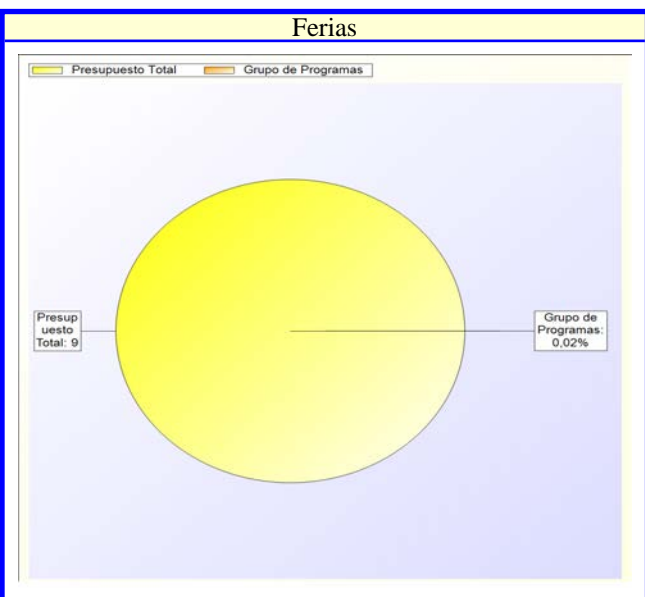 Ferias
Presupuesto Total
Grupo de Programas
Presup
uesto
Total: 9
Grupo de
Programas:
0,02%